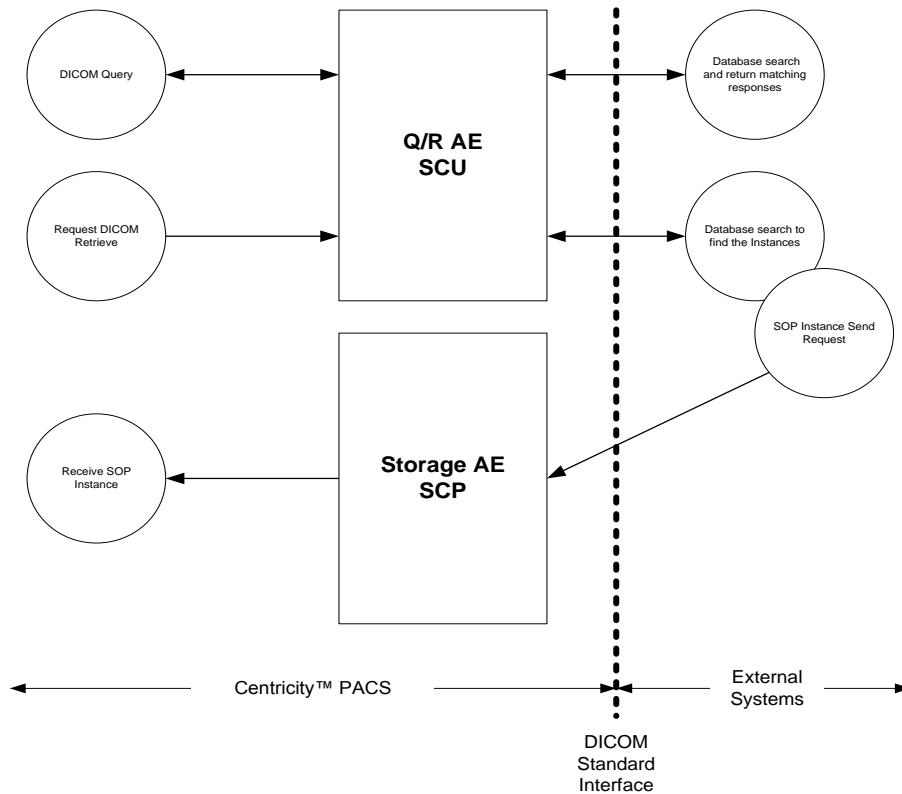 DICOM Query
Q/R AE
SCU
Database search
and return matching
responses
Request DICOM
Retrieve
Database search to
find the Instances
SOP Instance Send
Request
Receive SOP
Instance
Storage AE
SCP
Centricity™ PACS
External
Systems
DICOM
Standard
Interface